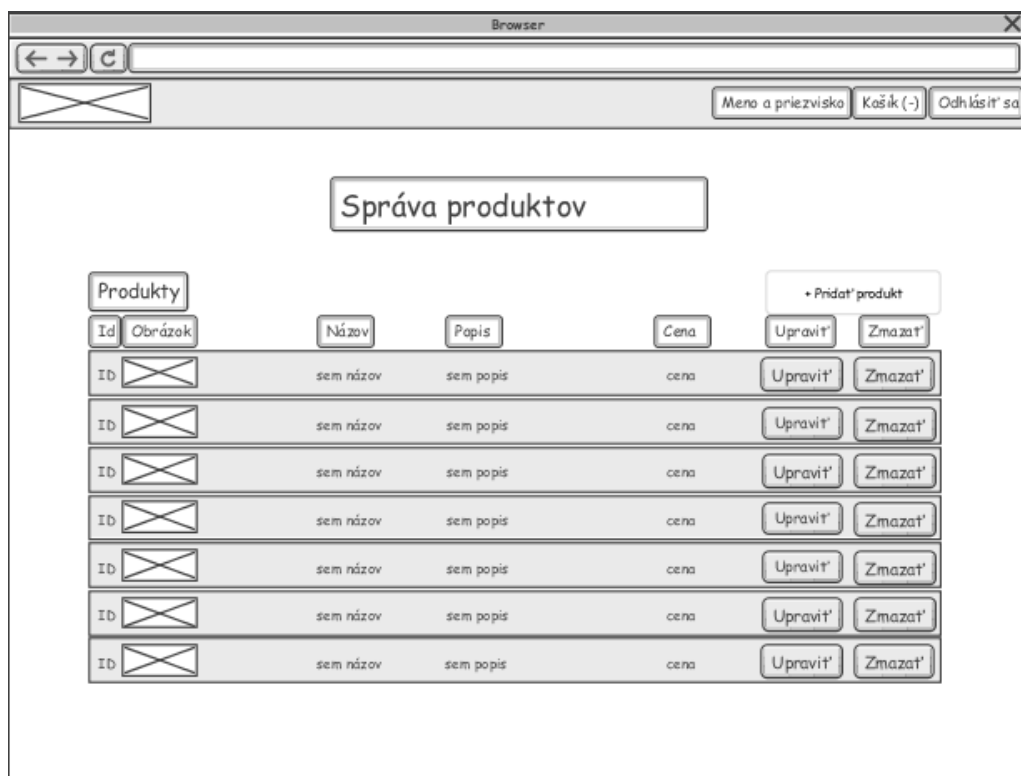 Browser
Meno a priezvisko Košík (-) Odhlásiť sa
Správa produktov
Produkty + Pridať produkt
Id Obrázok Názov Popis Cena Upraviť Zmazať
ID sem názov sem popis cena Upraviť Zmazať
ID sem názov sem popis cena Upraviť Zmazať
ID sem názov sem popis cena Upraviť Zmazať
ID sem názov sem popis cena Upraviť Zmazať
ID sem názov sem popis cena Upraviť Zmazať
ID sem názov sem popis cena Upraviť Zmazať
ID sem názov sem popis cena Upraviť Zmazať